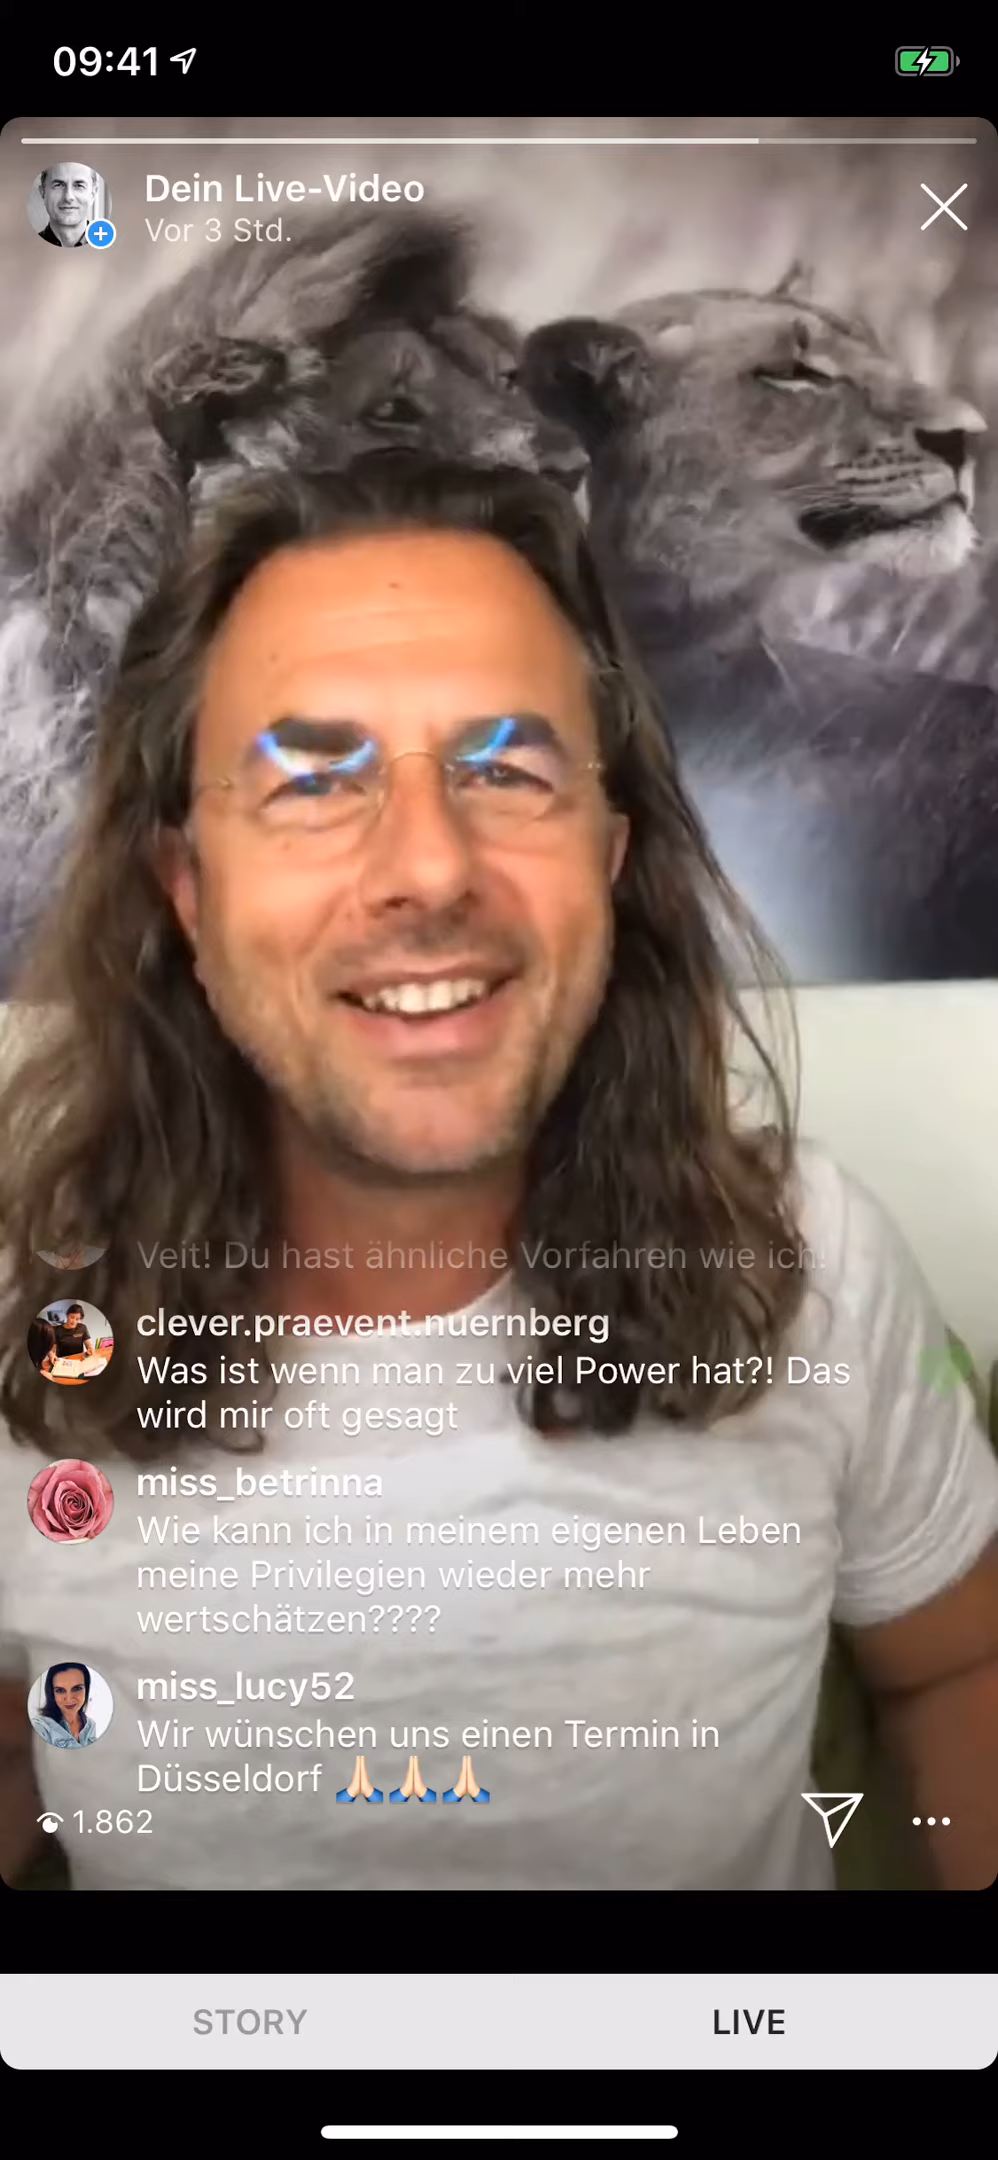 09:41
Dein Live-Video
Vor 3 Std.
Veit! Du hast ähnliche Vorfahren wie ich!
clever.praevent.nuernberg
Was ist wenn man zu viel Power hat?! Das
wird mir oft gesagt
miss_betrinna
Wie kann ich in meinem eigenen Leben
meine Privilegien wieder mehr
wertschätzen????
miss_lucy52
Wir wünschen uns einen Termin in
Düsseldorf 🙏🏻🙏🏻🙏🏻
1.862
STORY
LIVE